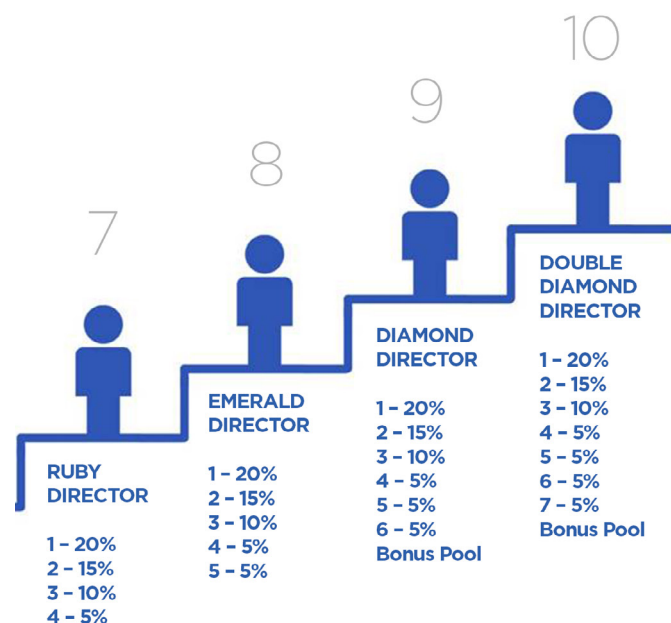 7
RUBY
DIRECTOR
1 – 20%
2 – 15%
3 – 10%
4 – 5%
8
EMERALD
DIRECTOR
1 – 20%
2 – 15%
3 – 10%
4 – 5%
5 – 5%
9
DIAMOND
DIRECTOR
1 – 20%
2 – 15%
3 – 10%
4 – 5%
5 – 5%
6 – 5%
Bonus Pool
10
DOUBLE
DIAMOND
DIRECTOR
1 – 20%
2 – 15%
3 – 10%
4 – 5%
5 – 5%
6 – 5%
7 – 5%
Bonus Pool